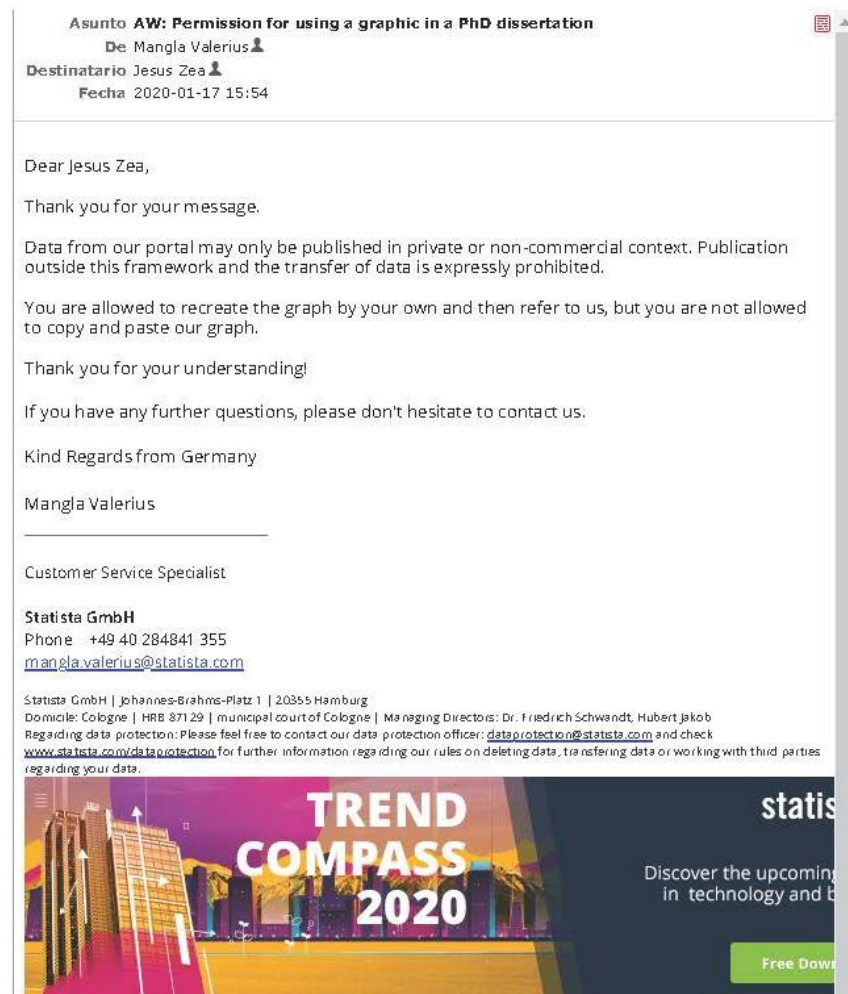 Asunto AW: Permission for using a graphic in a PhD dissertation
De Mangla Valerius
Destinatario Jesus Zea
Fecha 2020-01-17 15:54
Dear Jesus Zea,
Thank you for your message.
Data from our portal may only be published in private or non-commercial context. Publication
outside this framework and the transfer of data is expressly prohibited.
You are allowed to recreate the graph by your own and then refer to us, but you are not allowed
to copy and paste our graph.
Thank you for your understanding!
If you have any further questions, please don't hesitate to contact us.
Kind Regards from Germany
Mangla Valerius
Customer Service Specialist
Statista GmbH
Phone +49 40 284841 355
mangla.valerius@statista.com
Statista GmbH | Johannes-Brahms-Platz 1 | 20355 Hamburg
Domicile: Cologne | HRB 87129 | municipal court of Cologne | Managing Directors: Dr. Friedrich Schwandt, Hubert Jakob
Regarding data protection: Please feel free to contact our data protection officer: dataprotection@statista.com and check
www.statista.com/dataprotection for further information regarding our rules on deleting data, transfering data or working with third parties
regarding your data.
TREND
COMPASS
2020
statis
Discover the upcoming
in technology and b
Free Dow